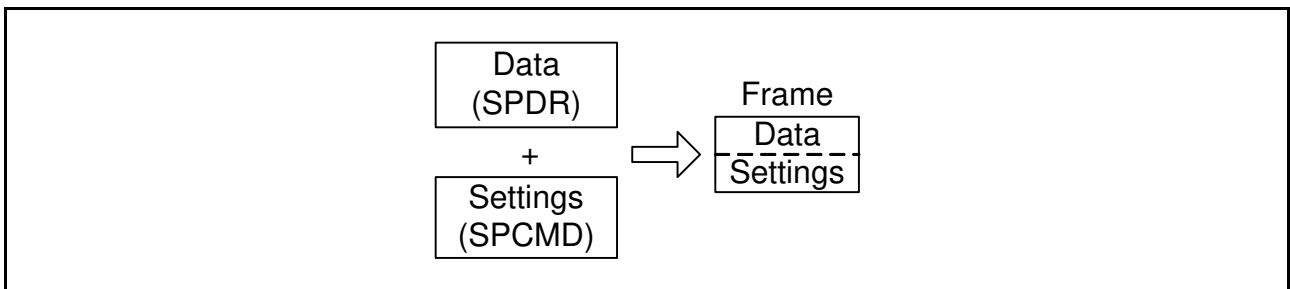 Data
(SPDR)
+
Settings
(SPCMD)
Frame
Data
Settings